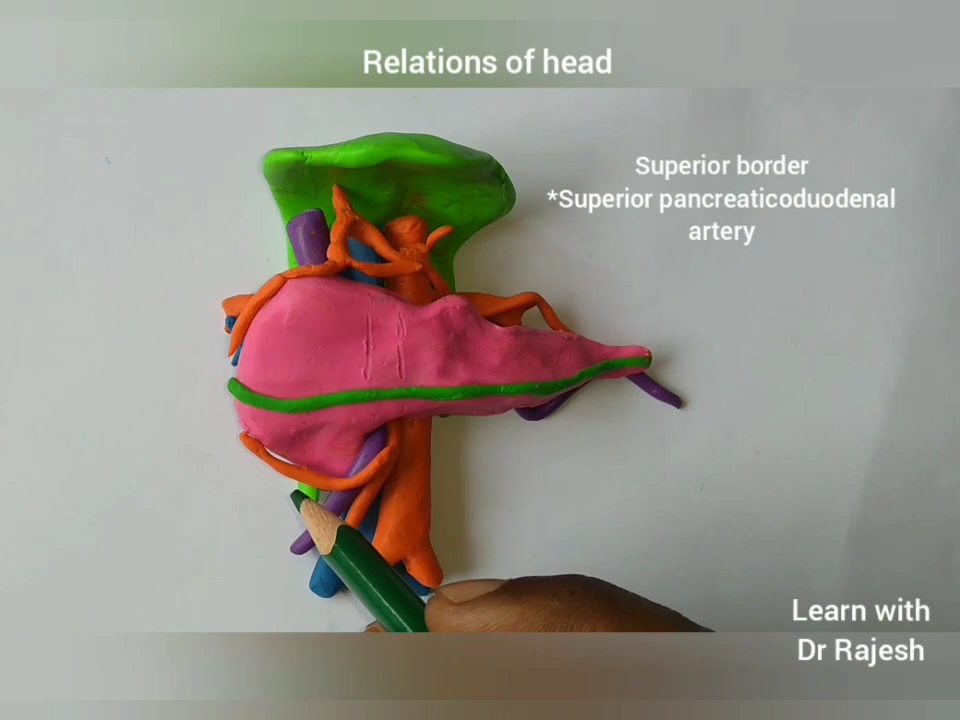 Relations of head
Superior border
*Superior pancreaticoduodenal
artery
Learn with
Dr Rajesh